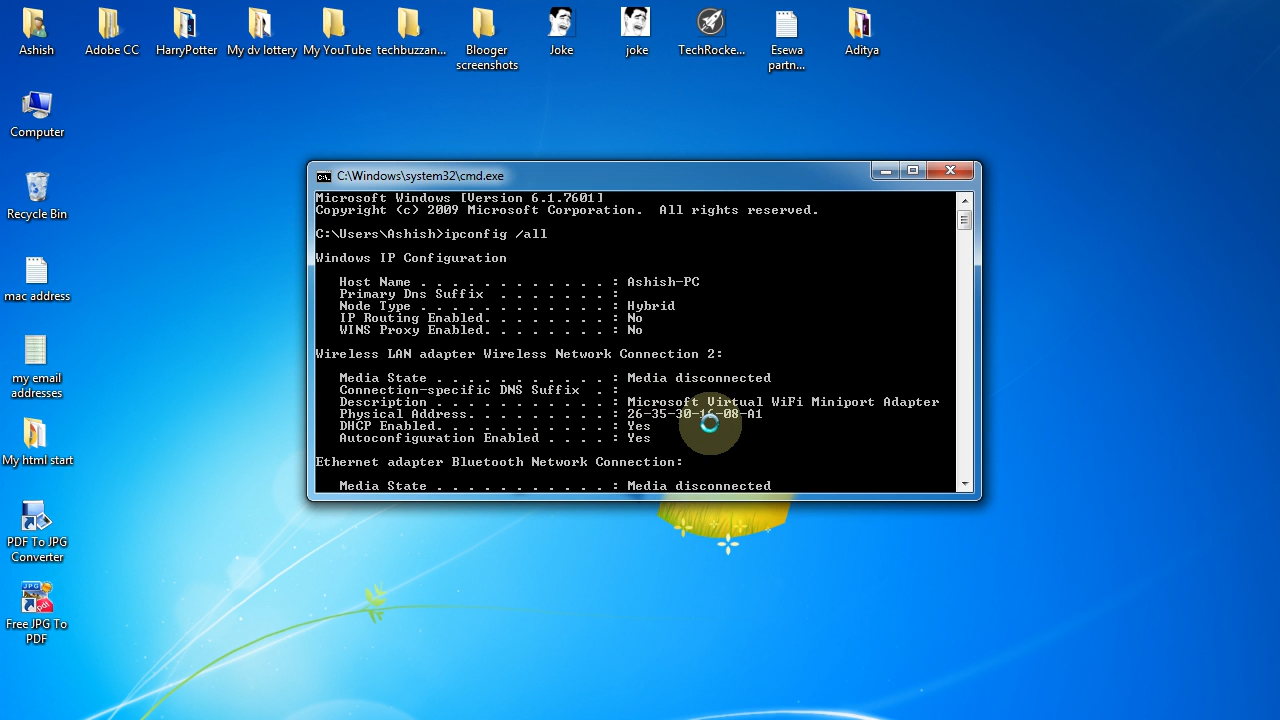 Ashish
Adobe CC
HarryPotter
My dv lottery
My YouTube
techbuzzan...
Blooger
screenshots
Joke
joke
TechRocke...
Esewa
partn...
Aditya
Computer
Recycle Bin
mac address
my email
addresses
My html start
PDF To JPG
Converter
JPG
pdf
Free JPG To
PDF
C:\Windows\system32\cmd.exe
Microsoft Windows [Version 6.1.7601]
Copyright (c) 2009 Microsoft Corporation.  All rights reserved.
C:\Users\Ashish>ipconfig /all
Windows IP Configuration
Host Name . . . . . . . . . . . . : Ashish-PC
Primary Dns Suffix  . . . . . . . :
Node Type . . . . . . . . . . . . : Hybrid
IP Routing Enabled. . . . . . . . : No
WINS Proxy Enabled. . . . . . . . : No
Wireless LAN adapter Wireless Network Connection 2:
Media State . . . . . . . . . . . : Media disconnected
Connection-specific DNS Suffix  . :
Description . . . . . . . . . . . : Microsoft Virtual WiFi Miniport Adapter
Physical Address. . . . . . . . . : 26-35-30-16-08-A1
DHCP Enabled. . . . . . . . . . . : Yes
Autoconfiguration Enabled . . . . : Yes
Ethernet adapter Bluetooth Network Connection:
Media State . . . . . . . . . . . : Media disconnected